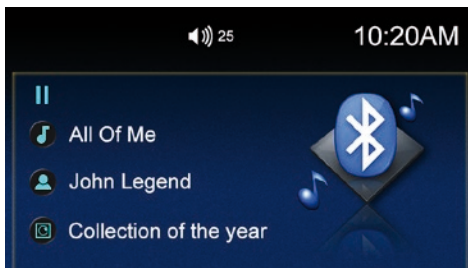 25
10:20AM
All Of Me
John Legend
Collection of the year